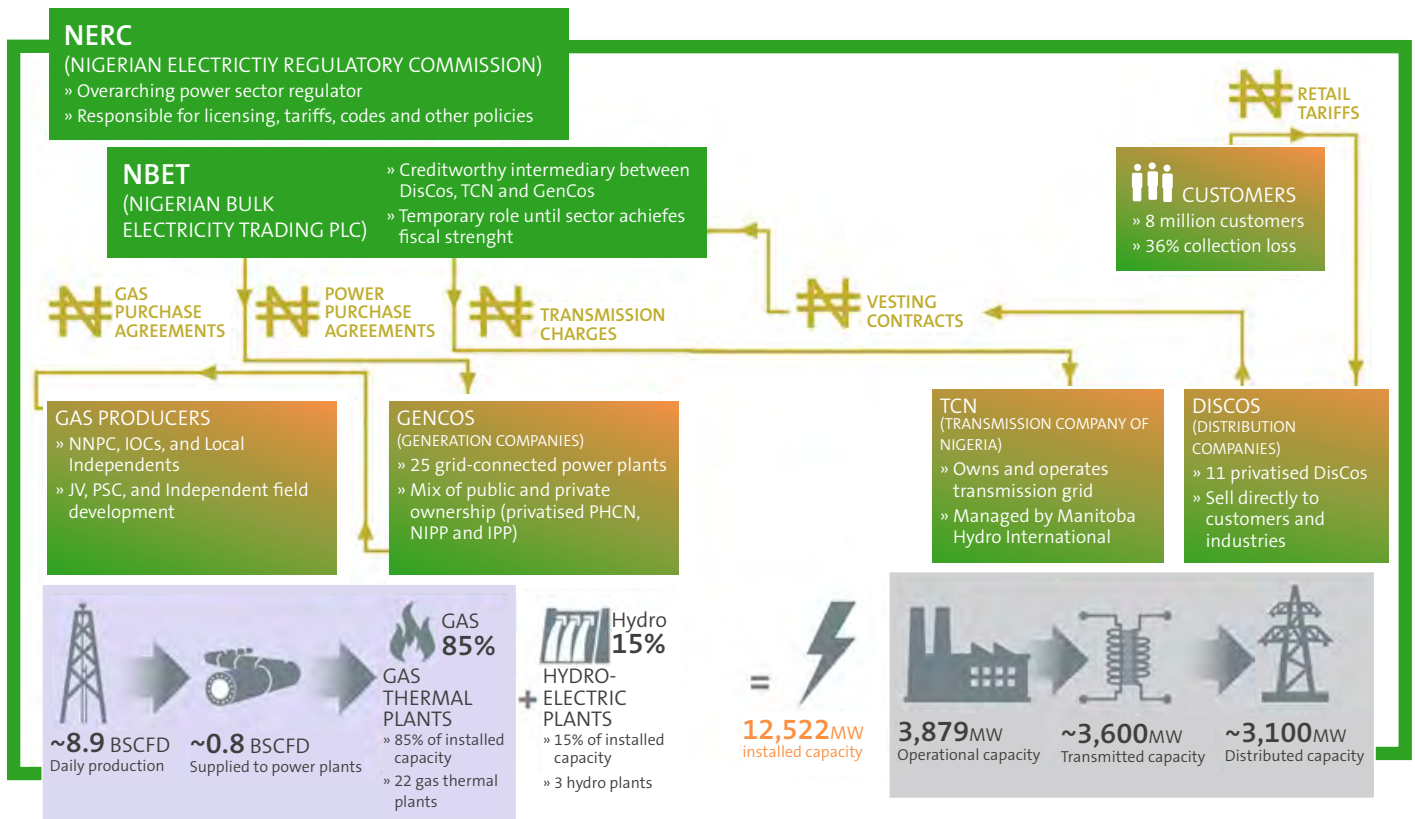 NERC
(NIGERIAN ELECTRICTIY REGULATORY COMMISSION)
» Overarching power sector regulator
» Responsible for licensing, tariffs, codes and other policies
NBET
(NIGERIAN BULK
ELECTRICITY TRADING PLC)
» Creditworthy intermediary between
DisCos, TCN and GenCos
» Temporary role until sector achiefes
fiscal strenght
RETAIL
TARIFFS
CUSTOMERS
» 8 million customers
» 36% collection loss
GAS
PURCHASE
AGREEMENTS
POWER
PURCHASE
AGREEMENTS
TRANSMISSION
CHARGES
VESTING
CONTRACTS
GAS PRODUCERS
» NNPC, IOCs, and Local
Independents
» JV, PSC, and Independent field
development
GENCOS
(GENERATION COMPANIES)
» 25 grid-connected power plants
» Mix of public and private
ownership (privatised PHCN,
NIPP and IPP)
TCN
(TRANSMISSION COMPANY OF
NIGERIA)
» Owns and operates
transmission grid
» Managed by Manitoba
Hydro International
DISCOS
(DISTRIBUTION
COMPANIES)
» 11 privatised DisCos
» Sell directly to
customers and
industries
~8.9 BSCFD
Daily production
~0.8 BSCFD
Supplied to power plants
GAS
85%
GAS
THERMAL
PLANTS
» 85% of installed
capacity
» 22 gas thermal
plants
+
Hydro
15%
HYDRO-
ELECTRIC
PLANTS
» 15% of installed
capacity
» 3 hydro plants
=
12,522MW
installed capacity
3,879MW
Operational capacity
~3,600MW
Transmitted capacity
~3,100MW
Distributed capacity